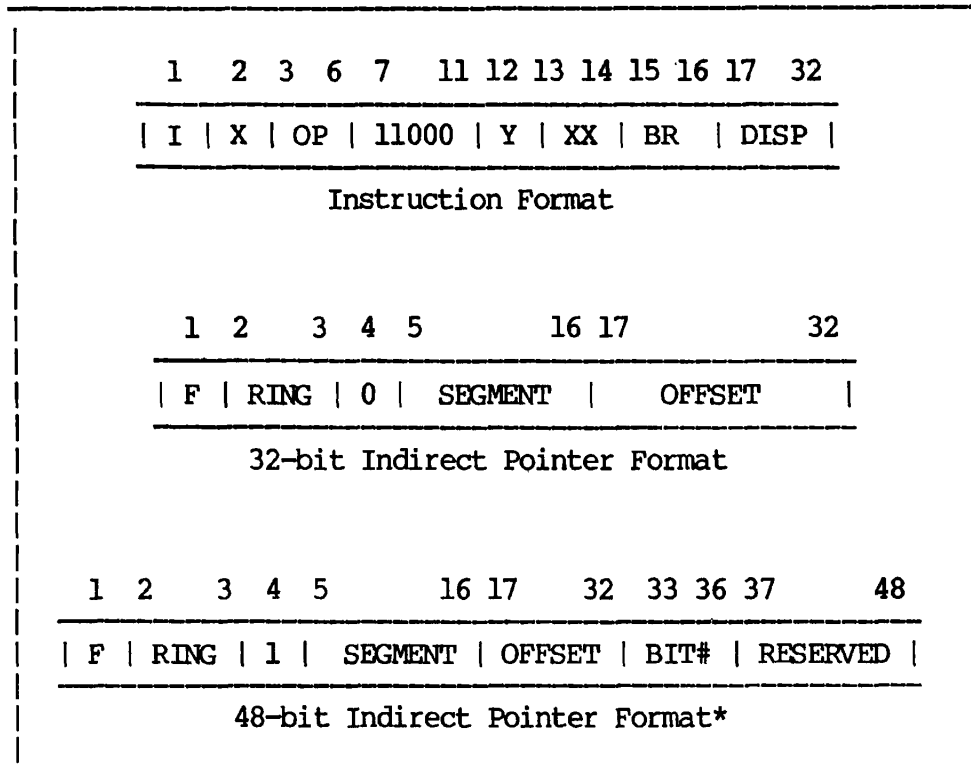 1 2 3 6 7 11 12 13 14 15 16 17 32
| I | X | OP | 11000 | Y | XX | BR | DISP |
Instruction Format
1 2 3 4 5 16 17 32
| F | RING | 0 | SEGMENT | OFFSET |
32-bit Indirect Pointer Format
1 2 3 4 5 16 17 32 33 36 37 48
| F | RING | 1 | SEGMENT | OFFSET | BIT# | RESERVED |
48-bit Indirect Pointer Format*